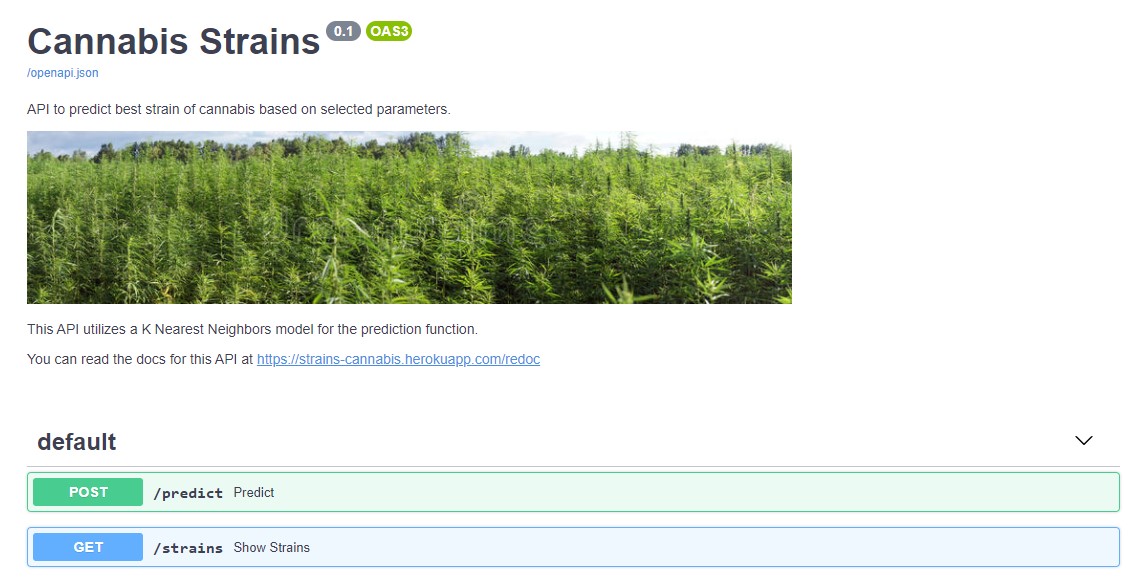 Cannabis Strains 0.1 OAS3
/openapi.json
API to predict best strain of cannabis based on selected parameters.
This API utilizes a K Nearest Neighbors model for the prediction function.
You can read the docs for this API at https://strains-cannabis.herokuapp.com/redoc
default
POST /predict Predict
GET /strains Show Strains